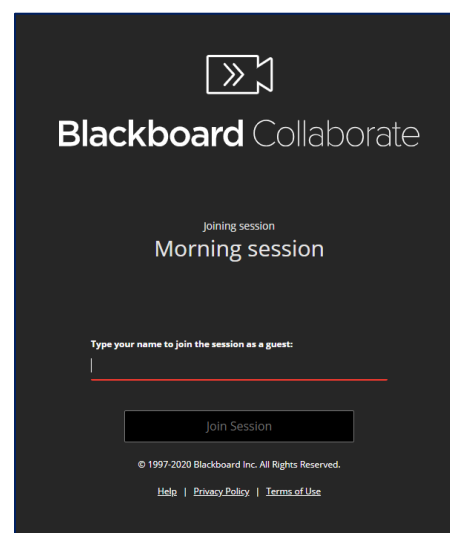 Blackboard Collaborate
Joining session
Morning session
Type your name to join the session as a guest:
Join Session
© 1997-2020 Blackboard Inc. All Rights Reserved.
Help | Privacy Policy | Terms of Use